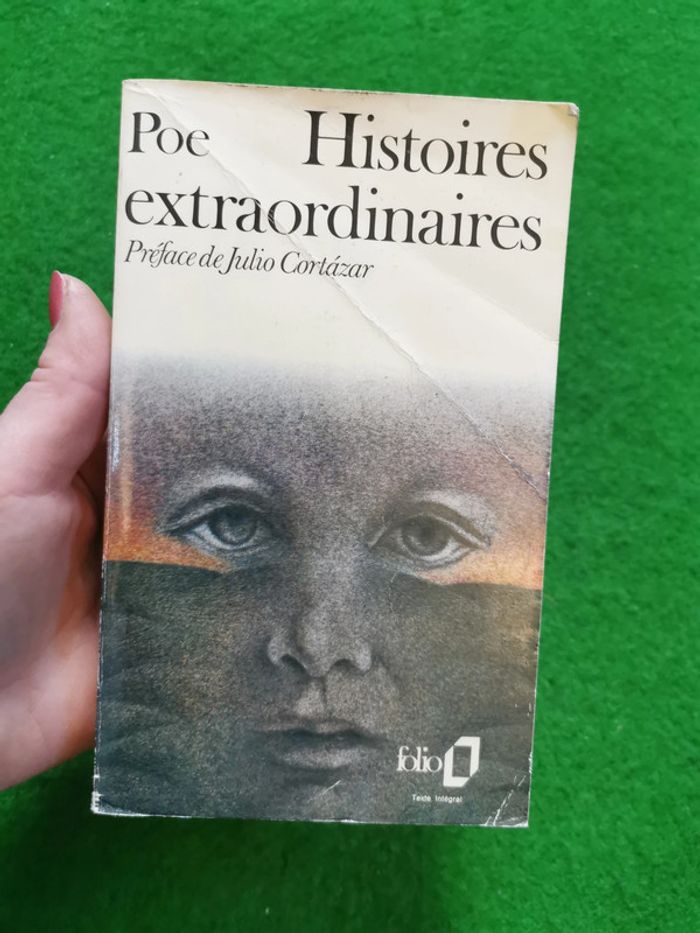 Poe Histoires
extraordinaires
Préface de Julio Cortázar
folio
Texte intégral